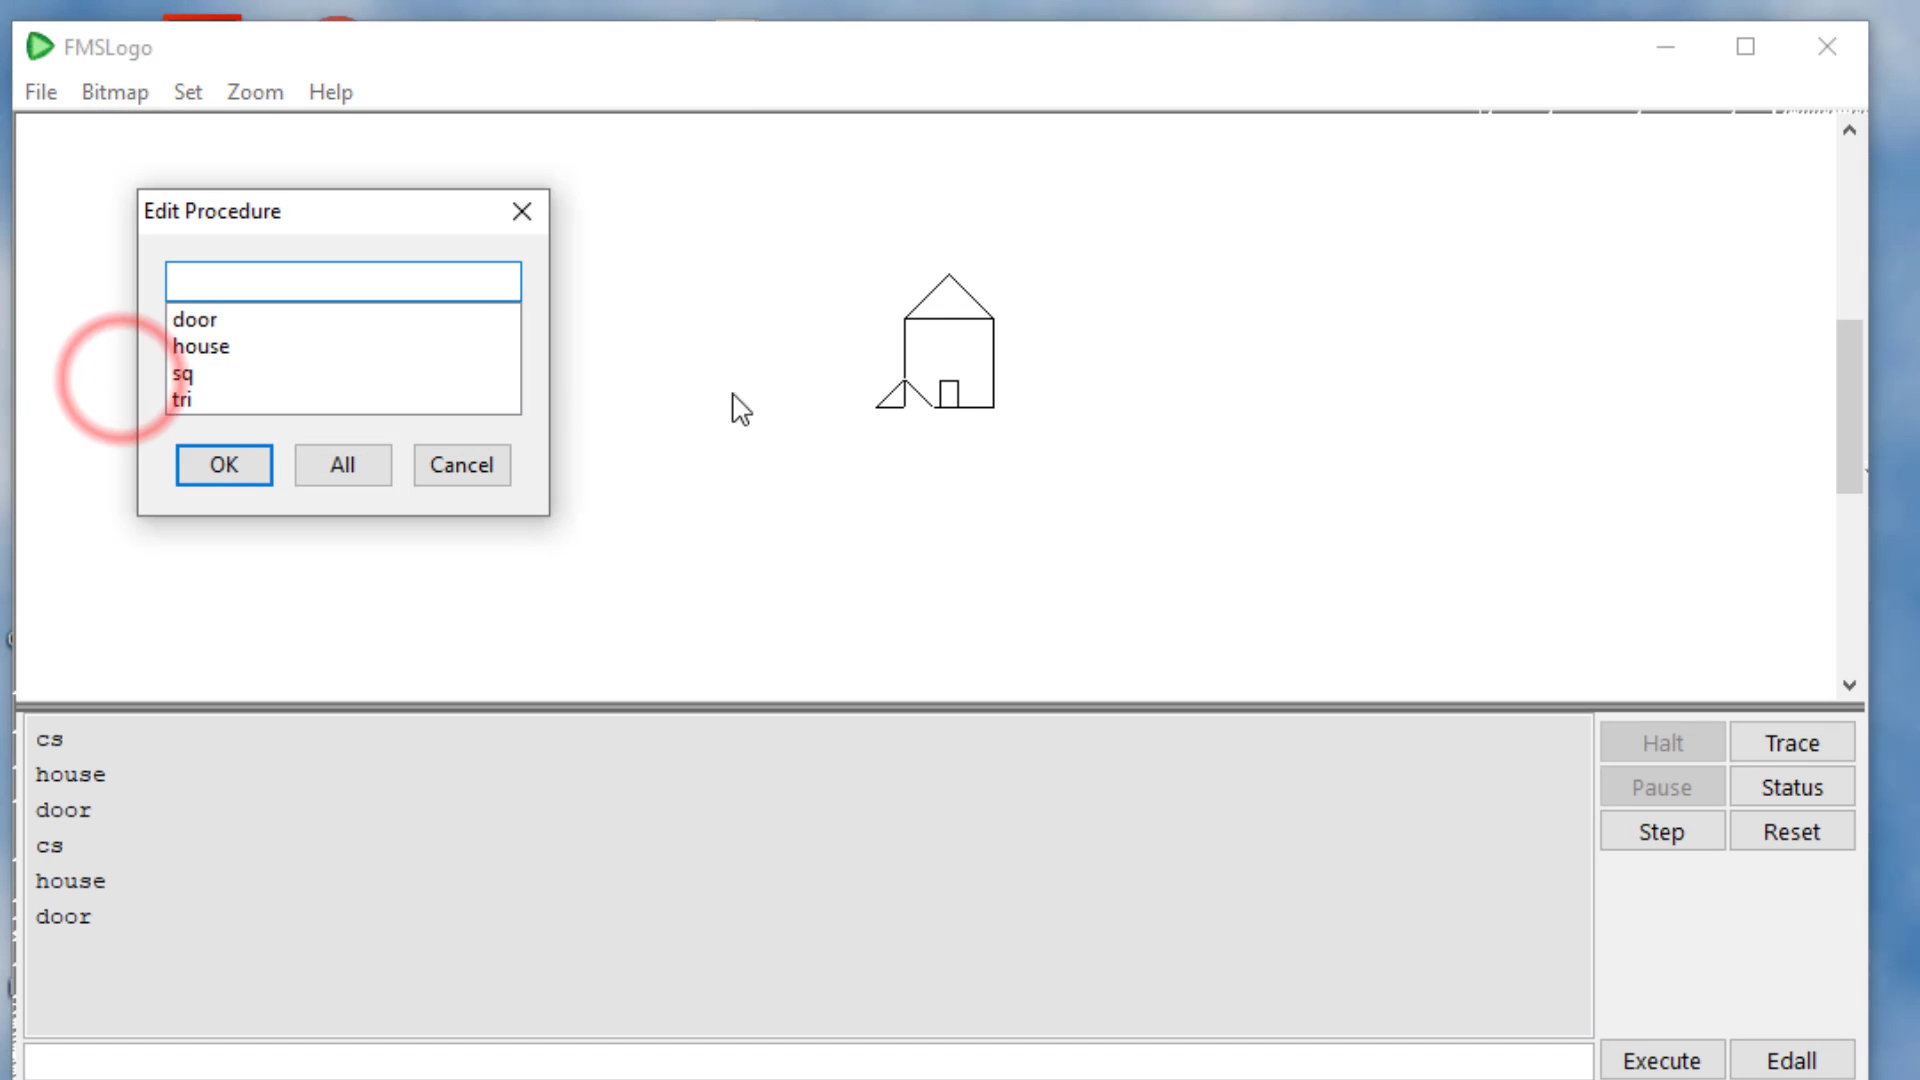 FMSLogo
File Bitmap Set Zoom Help
Edit Procedure
door
house
sq
tri
OK All Cancel
cs
house
door
cs
house
door
Halt Trace
Pause Status
Step Reset
Execute Edall